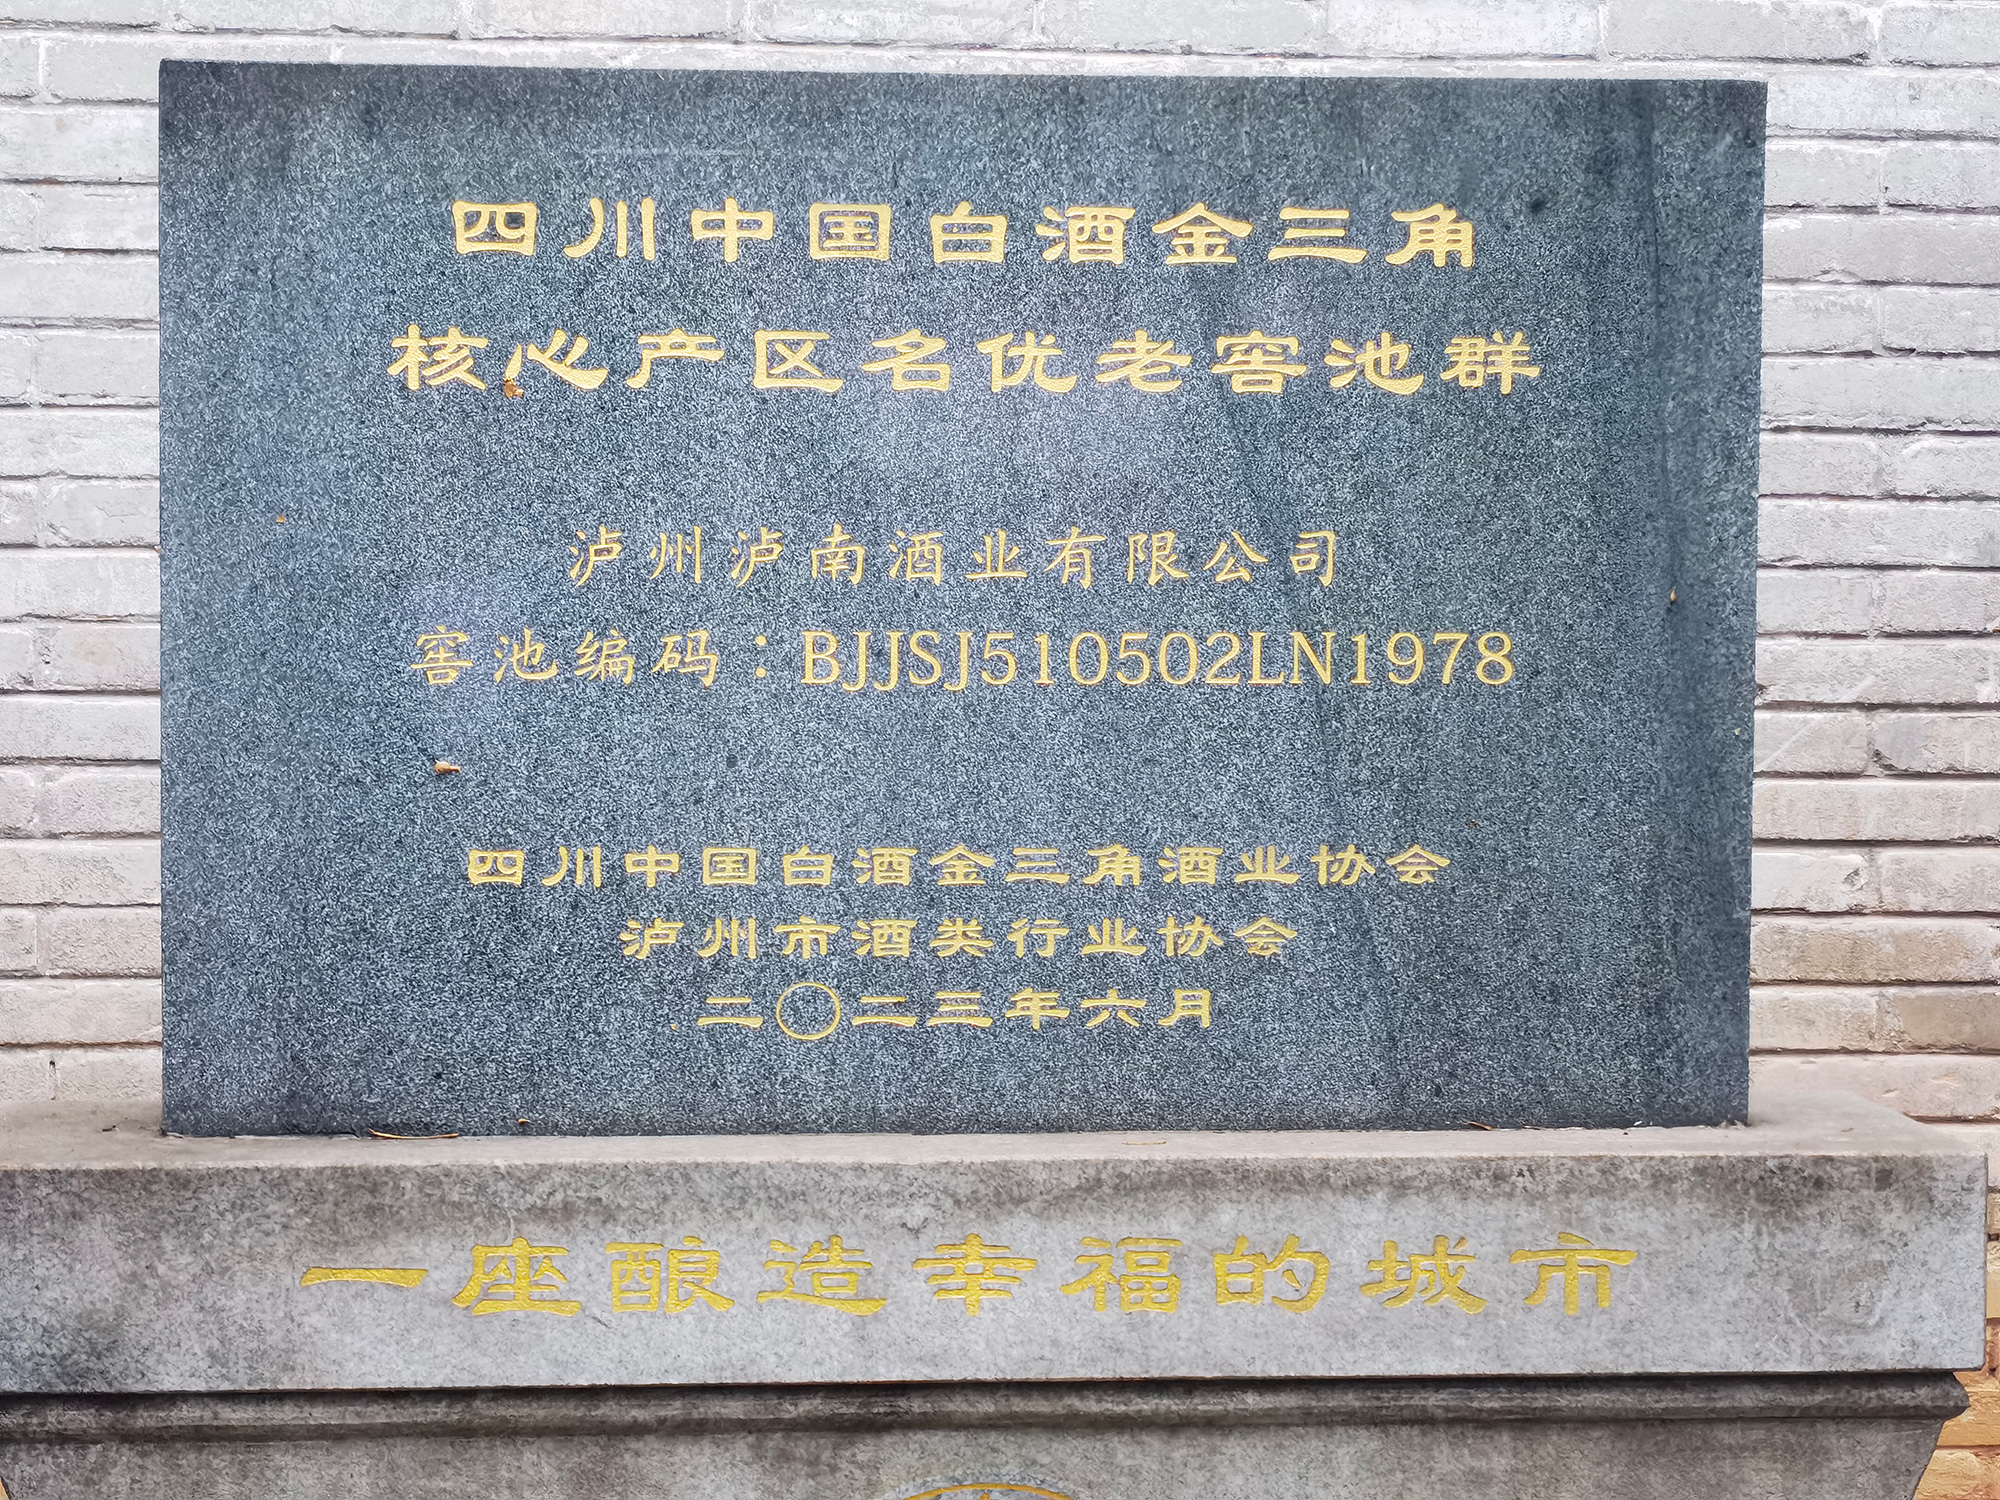 四川中国白酒金三角
核心产区名优老窖池群
泸州泸南酒业有限公司
窖池编码：BJJSJ510502LN1978
四川中国白酒金三角酒业协会
泸州市酒类行业协会
二〇二三年六月
一座酿造幸福的城市